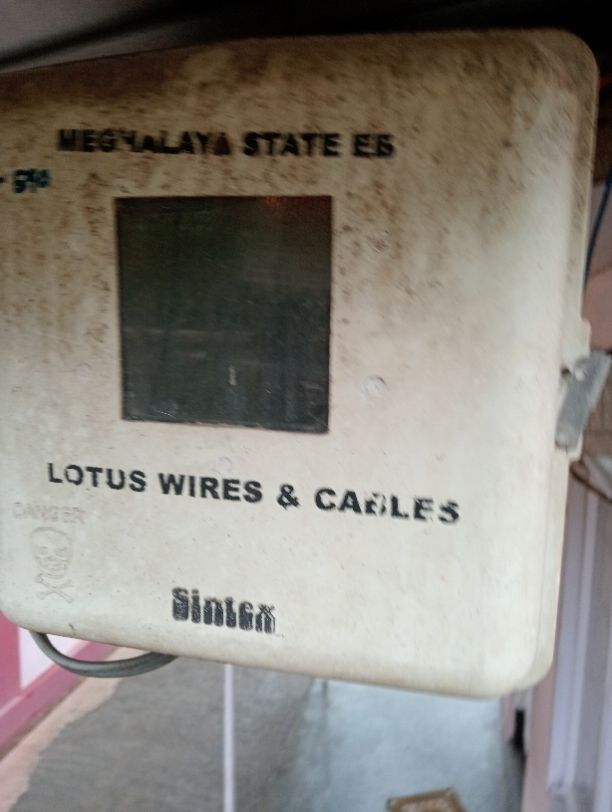 MEGHALAYA STATE EB
LOTUS WIRES & CABLES
DANGER
Sintex